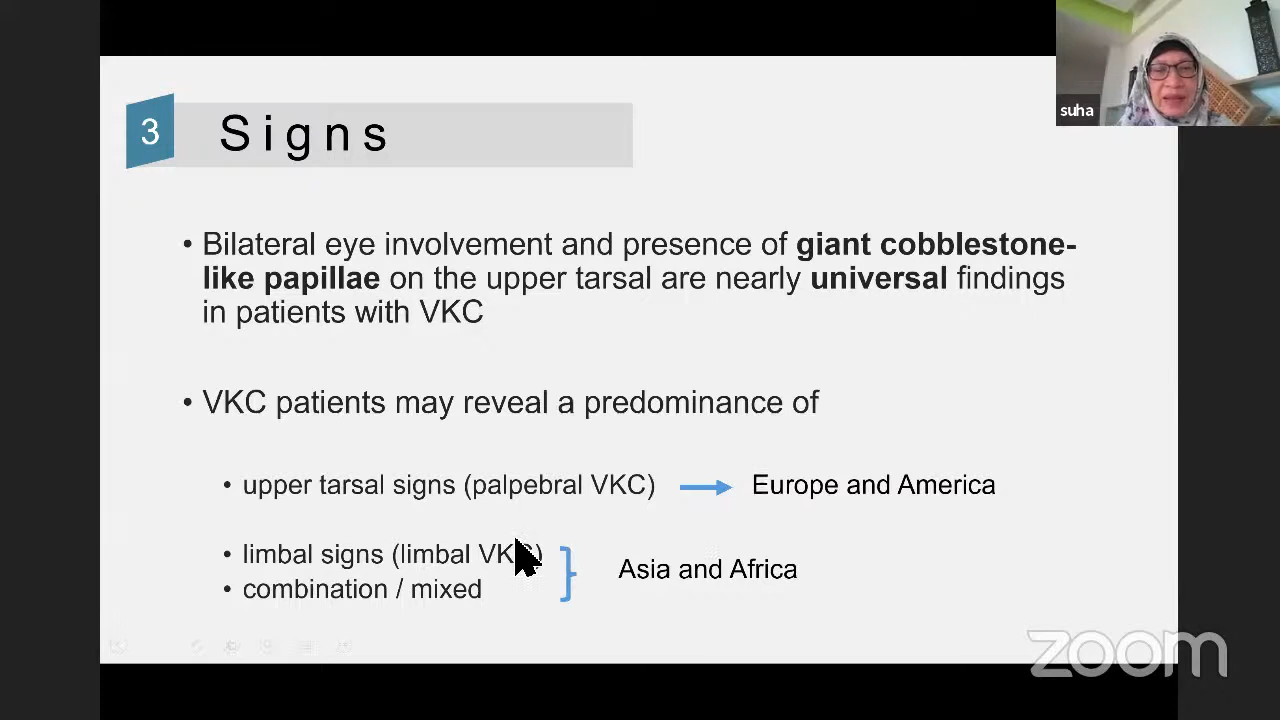 suha
3
Signs
• Bilateral eye involvement and presence of giant cobblestone-
like papillae on the upper tarsal are nearly universal findings
in patients with VKC
• VKC patients may reveal a predominance of
• upper tarsal signs (palpebral VKC)
Europe and America
• limbal signs (limbal VKC)
• combination / mixed
Asia and Africa
zoom